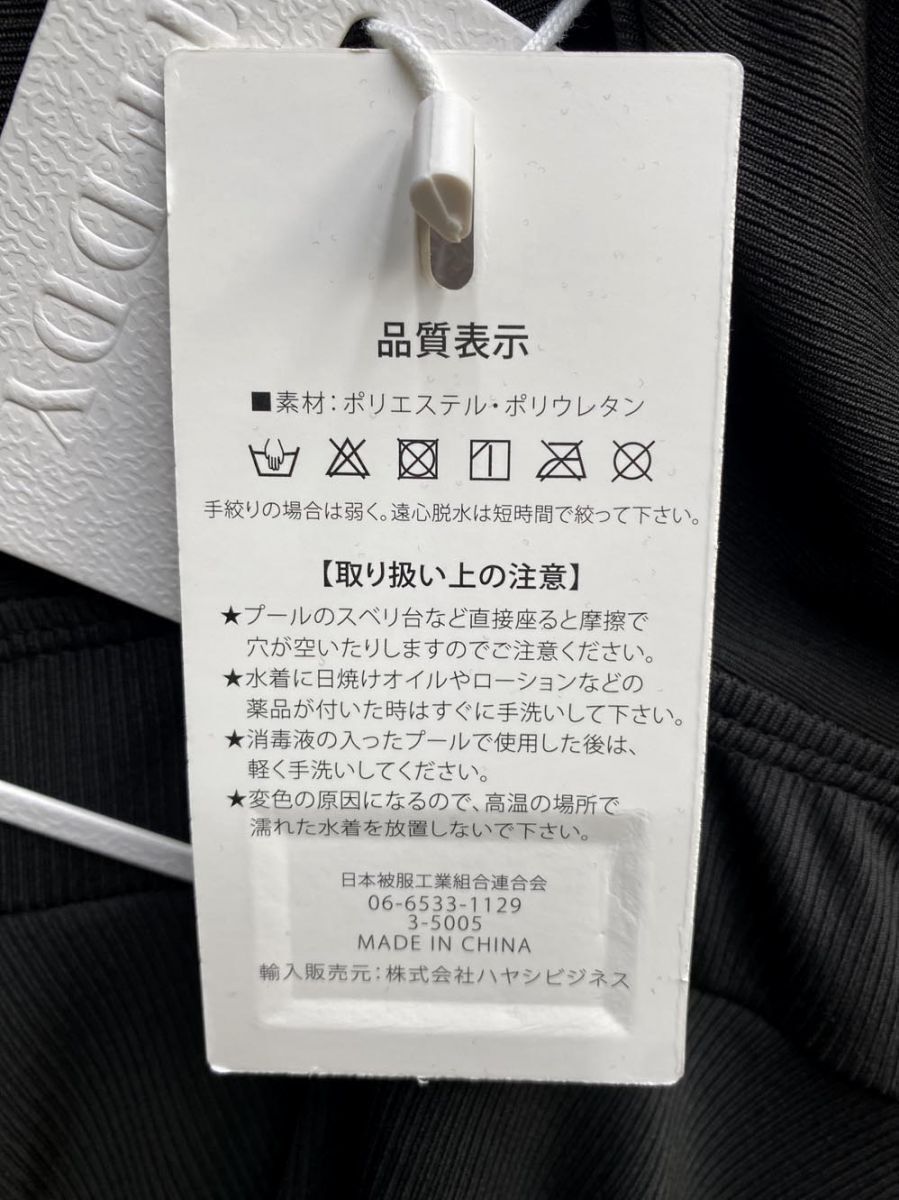 品質表示
■素材:ポリエステル・ポリウレタン
手絞りの場合は弱く。遠心脱水は短時間で絞って下さい。
【取り扱い上の注意】
★プールのスベリ台など直接座ると摩擦で
穴が空いたりしますのでご注意ください。
★水着に日焼けオイルやローションなどの
薬品が付いた時はすぐに手洗いして下さい。
★消毒液の入ったプールで使用した後は、
軽く手洗いしてください。
★変色の原因になるので、高温の場所で
濡れた水着を放置しないで下さい。
日本被服工業組合連合会
06-6533-1129
3-5005
MADE IN CHINA
輸入販売元:株式会社ハヤシビジネス